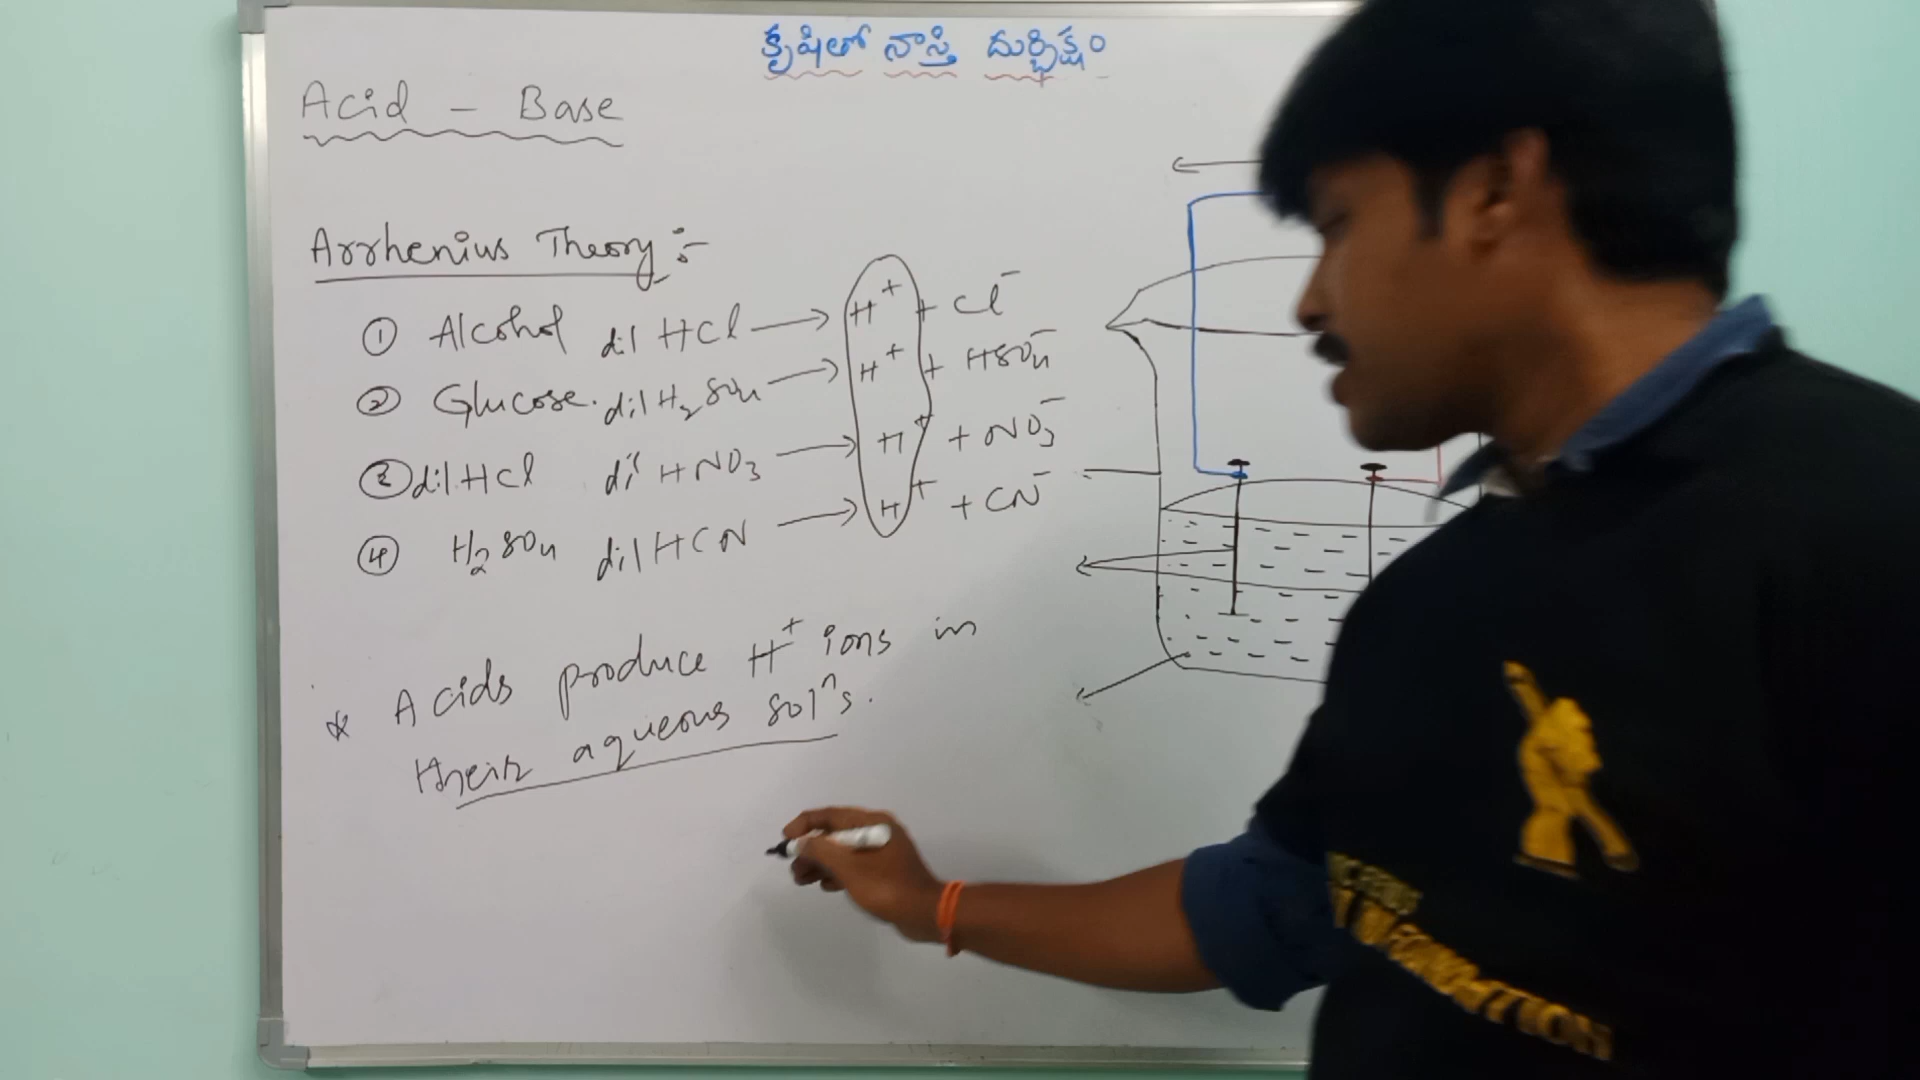 కృషితో నాస్తి దుర్భిక్షం
Acid - Base
Arrhenius Theory :-
① Alcohol dil HCl → H⁺ + Cl⁻
② Glucose. dil H₂SO₄ → H⁺ + HSO₄⁻
③ dil HCl dil HNO₃ → H⁺ + NO₃⁻
④ H₂SO₄ dil HCN → H⁺ + CN⁻
* Acids produce H⁺ ions in
their aqueous solⁿs.